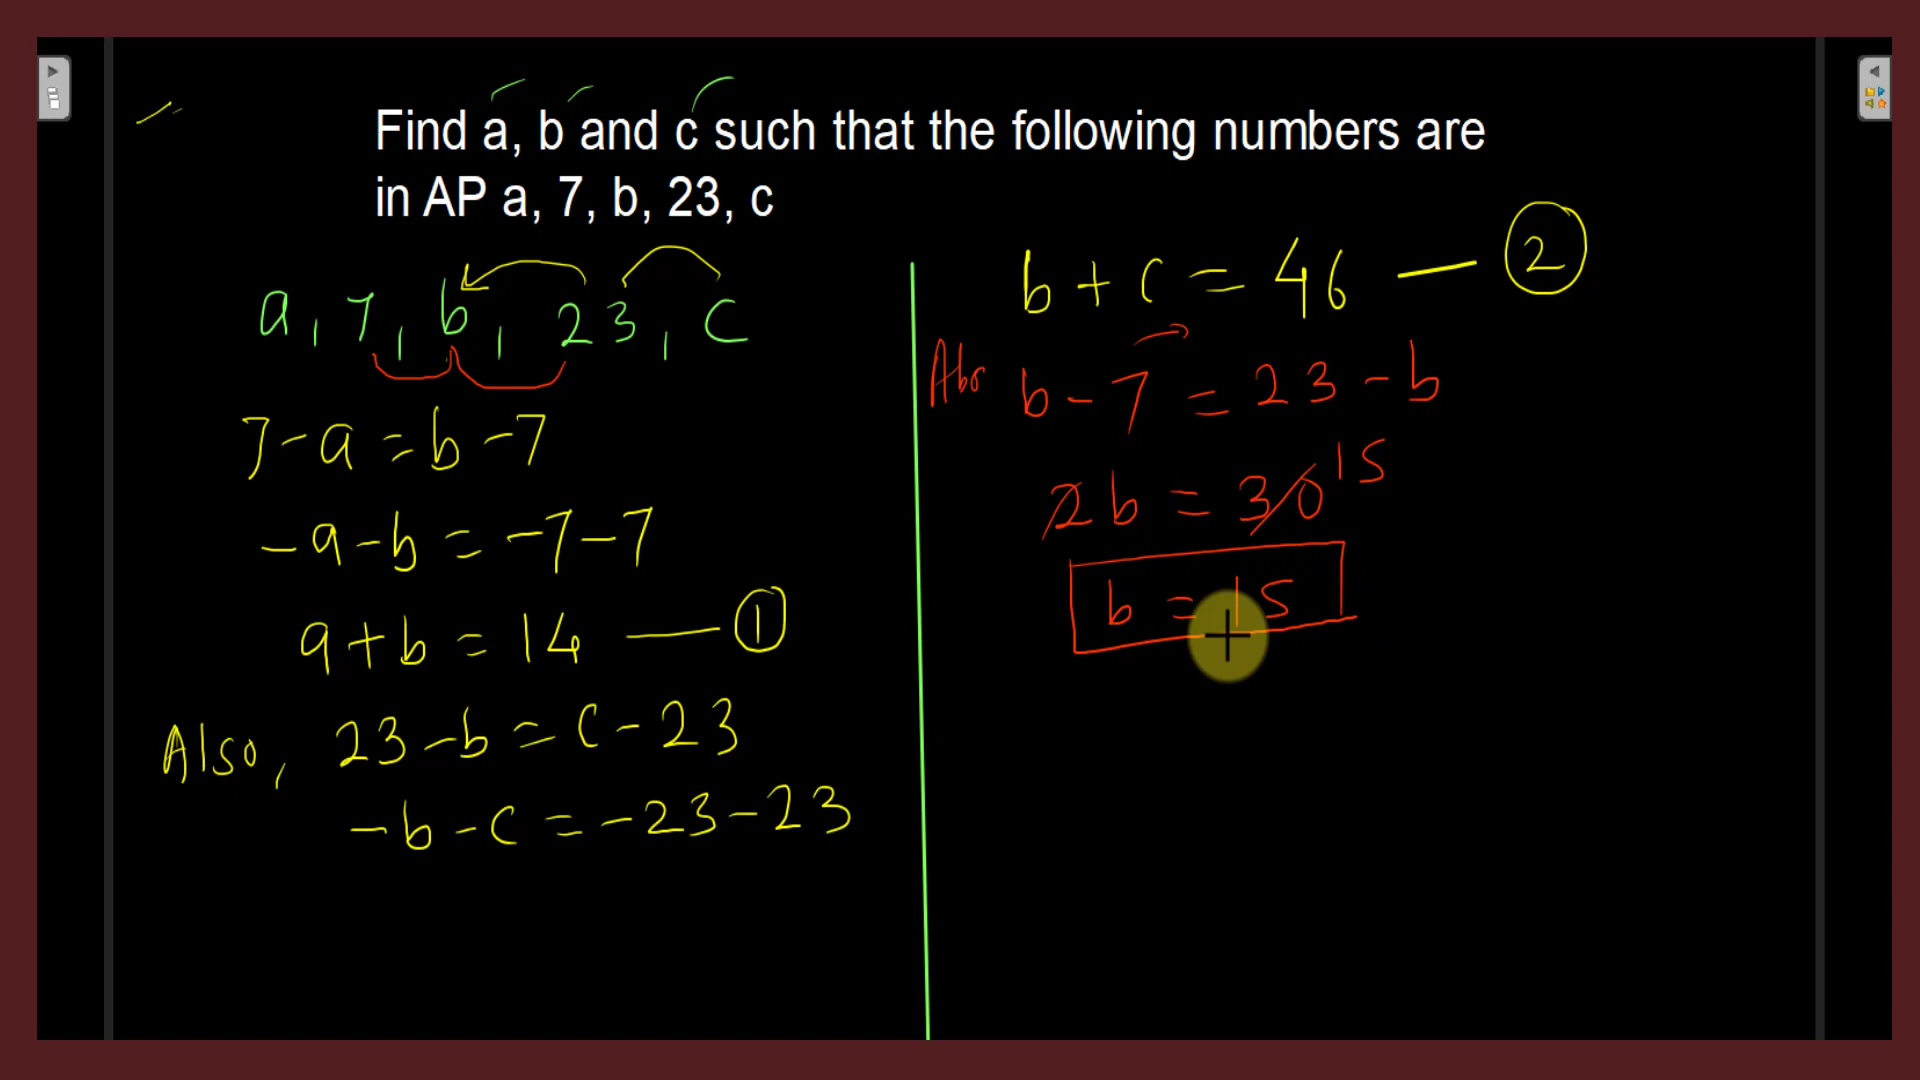 Find a, b and c such that the following numbers are
in AP a, 7, b, 23, c
a, 7, b, 23, c
7-a=b-7
-a-b=-7-7
a+b=14 — ①
Also, 23-b=c-23
-b-c=-23-23
b+c=46 — ②
b-7=23-b
2b=30 15
b=15